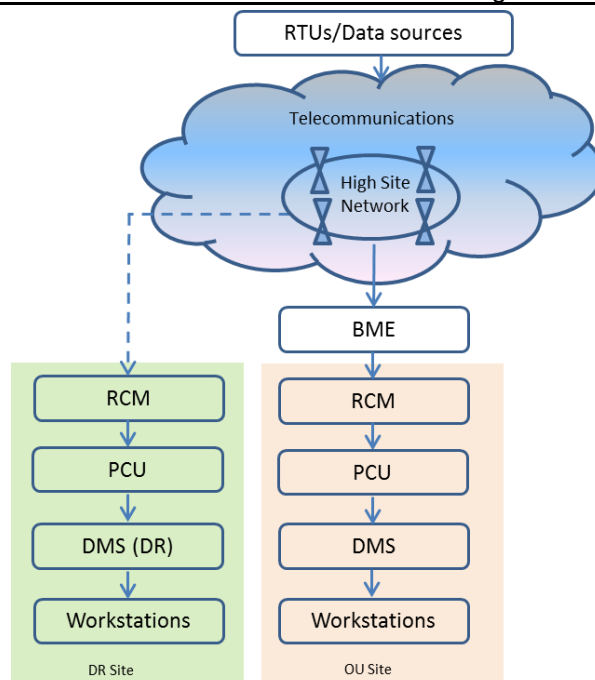 RTUs/Data sources
Telecommunications
High Site
Network
BME
RCM
PCU
DMS (DR)
Workstations
DR Site
RCM
PCU
DMS
Workstations
OU Site